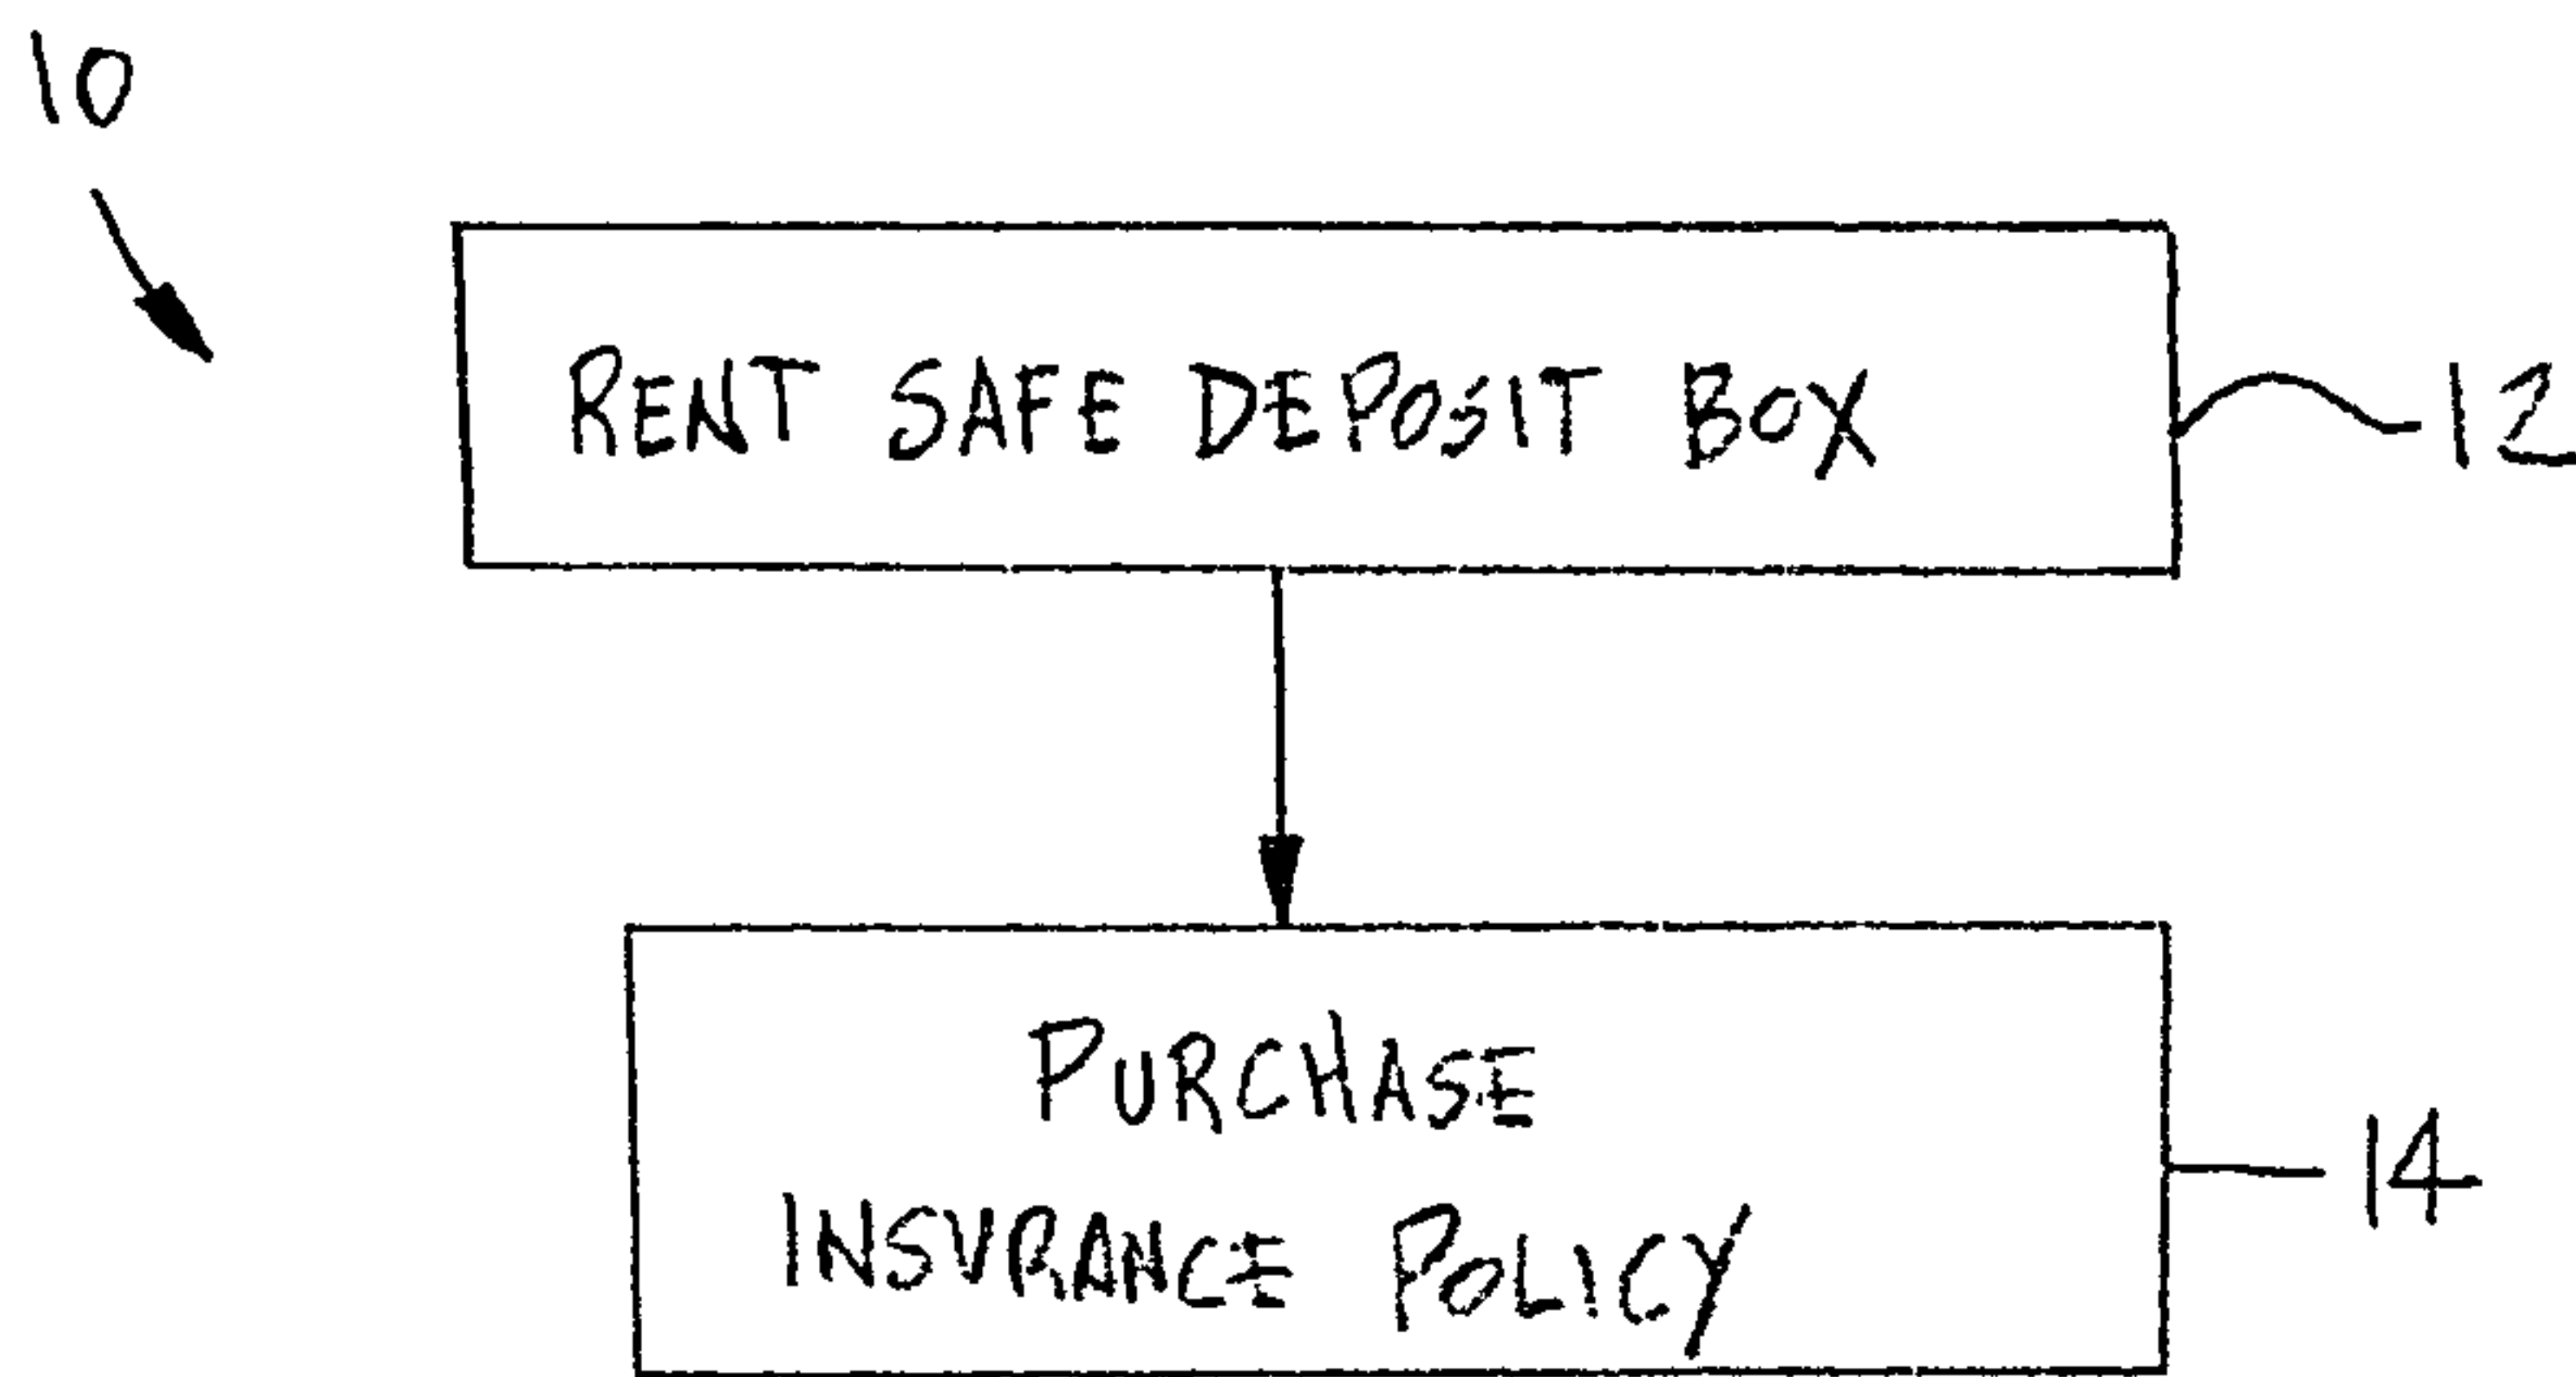 10
RENT SAFE DEPOSIT BOX
12
PURCHASE
INSURANCE POLICY
14